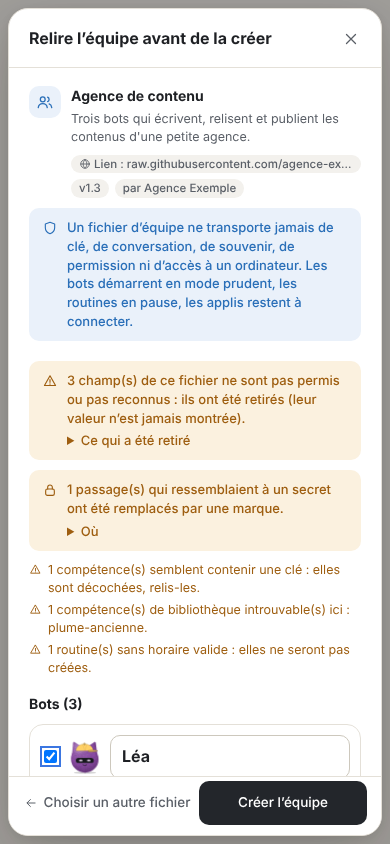 Relire l’équipe avant de la créer
Agence de contenu
Trois bots qui écrivent, relisent et publient les
contenus d'une petite agence.
Lien : raw.githubusercontent.com/agence-ex...
v1.3 par Agence Exemple
Un fichier d’équipe ne transporte jamais de
clé, de conversation, de souvenir, de
permission ni d’accès à un ordinateur. Les
bots démarrent en mode prudent, les
routines en pause, les applis restent à
connecter.
3 champ(s) de ce fichier ne sont pas permis
ou pas reconnus : ils ont été retirés (leur
valeur n’est jamais montrée).
Ce qui a été retiré
1 passage(s) qui ressemblaient à un secret
ont été remplacés par une marque.
Où
1 compétence(s) semblent contenir une clé : elles
sont décochées, relis-les.
1 compétence(s) de bibliothèque introuvable(s) ici :
plume-ancienne.
1 routine(s) sans horaire valide : elles ne seront pas
créées.
Bots (3)
Léa
← Choisir un autre fichier
Créer l’équipe